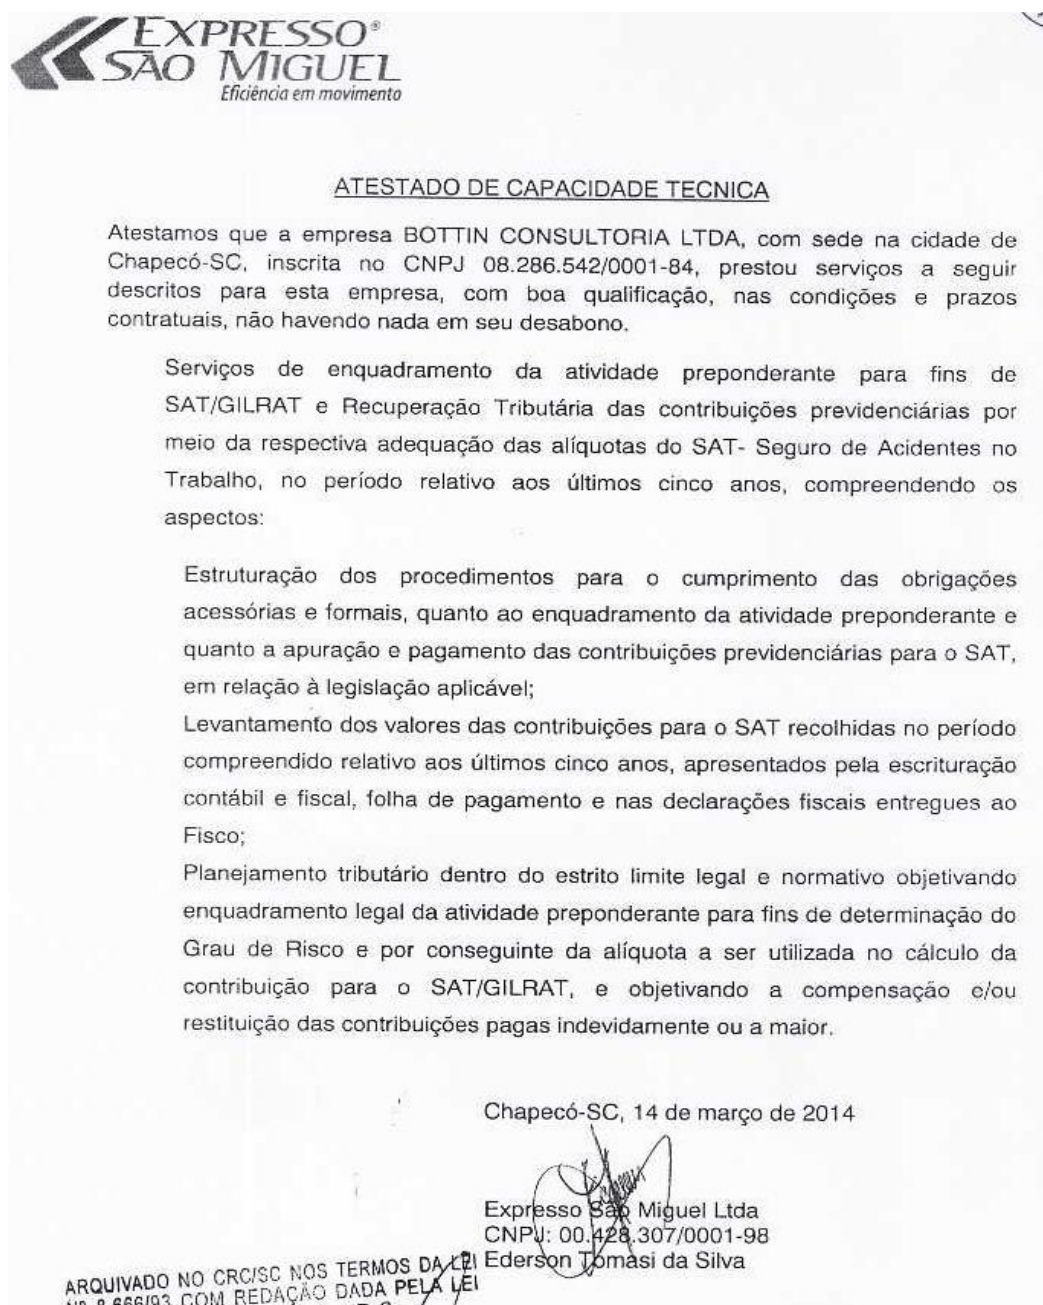 EXPRESSO®
SÃO MIGUEL
Eficiência em movimento
ATESTADO DE CAPACIDADE TECNICA
Atestamos que a empresa BOTTIN CONSULTORIA LTDA, com sede na cidade de
Chapecó-SC, inscrita no CNPJ 08.286.542/0001-84, prestou serviços a seguir
descritos para esta empresa, com boa qualificação, nas condições e prazos
contratuais, não havendo nada em seu desabono.
Serviços de enquadramento da atividade preponderante para fins de
SAT/GILRAT e Recuperação Tributária das contribuições previdenciárias por
meio da respectiva adequação das alíquotas do SAT- Seguro de Acidentes no
Trabalho, no período relativo aos últimos cinco anos, compreendendo os
aspectos:
Estruturação dos procedimentos para o cumprimento das obrigações
acessórias e formais, quanto ao enquadramento da atividade preponderante e
quanto a apuração e pagamento das contribuições previdenciárias para o SAT,
em relação à legislação aplicável;
Levantamento dos valores das contribuições para o SAT recolhidas no período
compreendido relativo aos últimos cinco anos, apresentados pela escrituração
contábil e fiscal, folha de pagamento e nas declarações fiscais entregues ao
Fisco;
Planejamento tributário dentro do estrito limite legal e normativo objetivando
enquadramento legal da atividade preponderante para fins de determinação do
Grau de Risco e por conseguinte da alíquota a ser utilizada no cálculo da
contribuição para o SAT/GILRAT, e objetivando a compensação e/ou
restituição das contribuições pagas indevidamente ou a maior.
Chapecó-SC, 14 de março de 2014
Expresso São Miguel Ltda
CNPJ: 00.428.307/0001-98
Ederson Tomasi da Silva
ARQUIVADO NO CRC/SC NOS TERMOS DA LEI
Nº 8.666/93 COM REDAÇÃO DADA PELA LEI